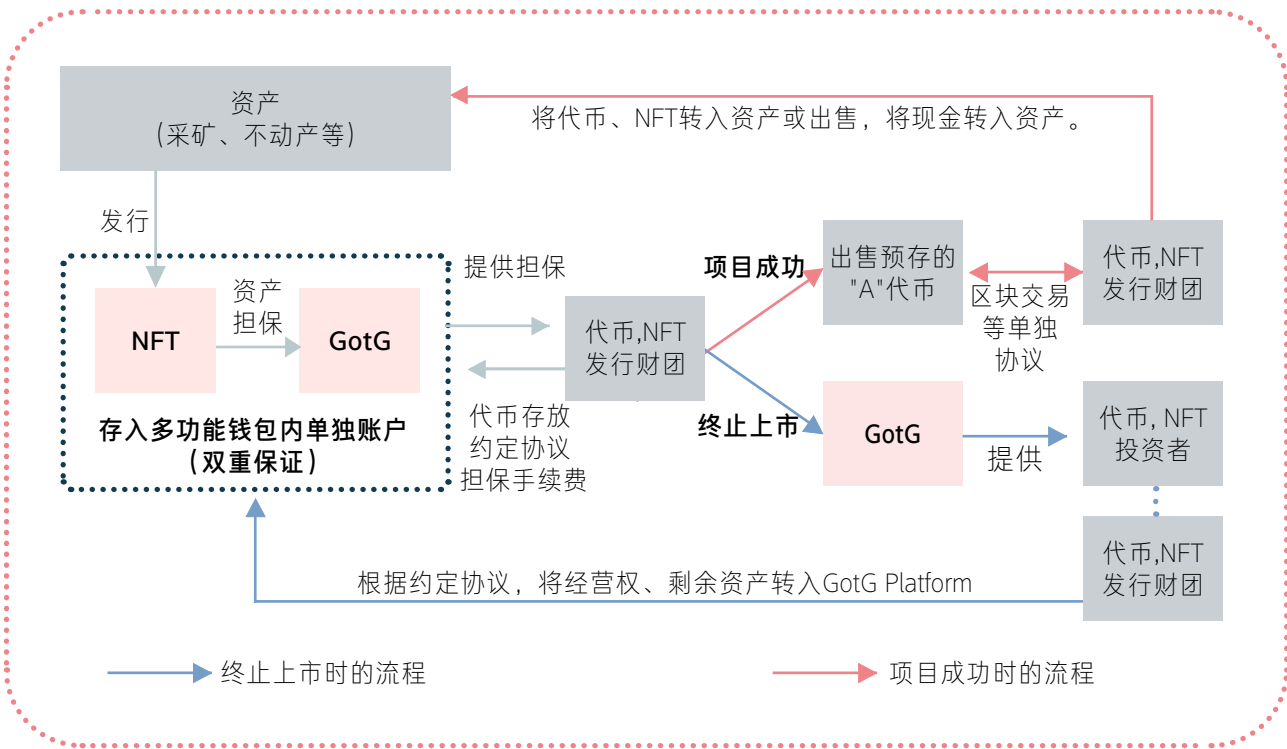 资产
（采矿、不动产等）
将代币、NFT转入资产或出售，将现金转入资产。
发行
NFT
资产
担保
GotG
存入多功能钱包内单独账户
（双重保证）
提供担保
代币存放
约定协议
担保手续费
代币,NFT
发行财团
项目成功
出售预存的
"A"代币
区块交易
等单独
协议
代币,NFT
发行财团
终止上市
GotG
提供
代币, NFT
投资者
代币,NFT
发行财团
根据约定协议，将经营权、剩余资产转入GotG Platform
终止上市时的流程
项目成功时的流程